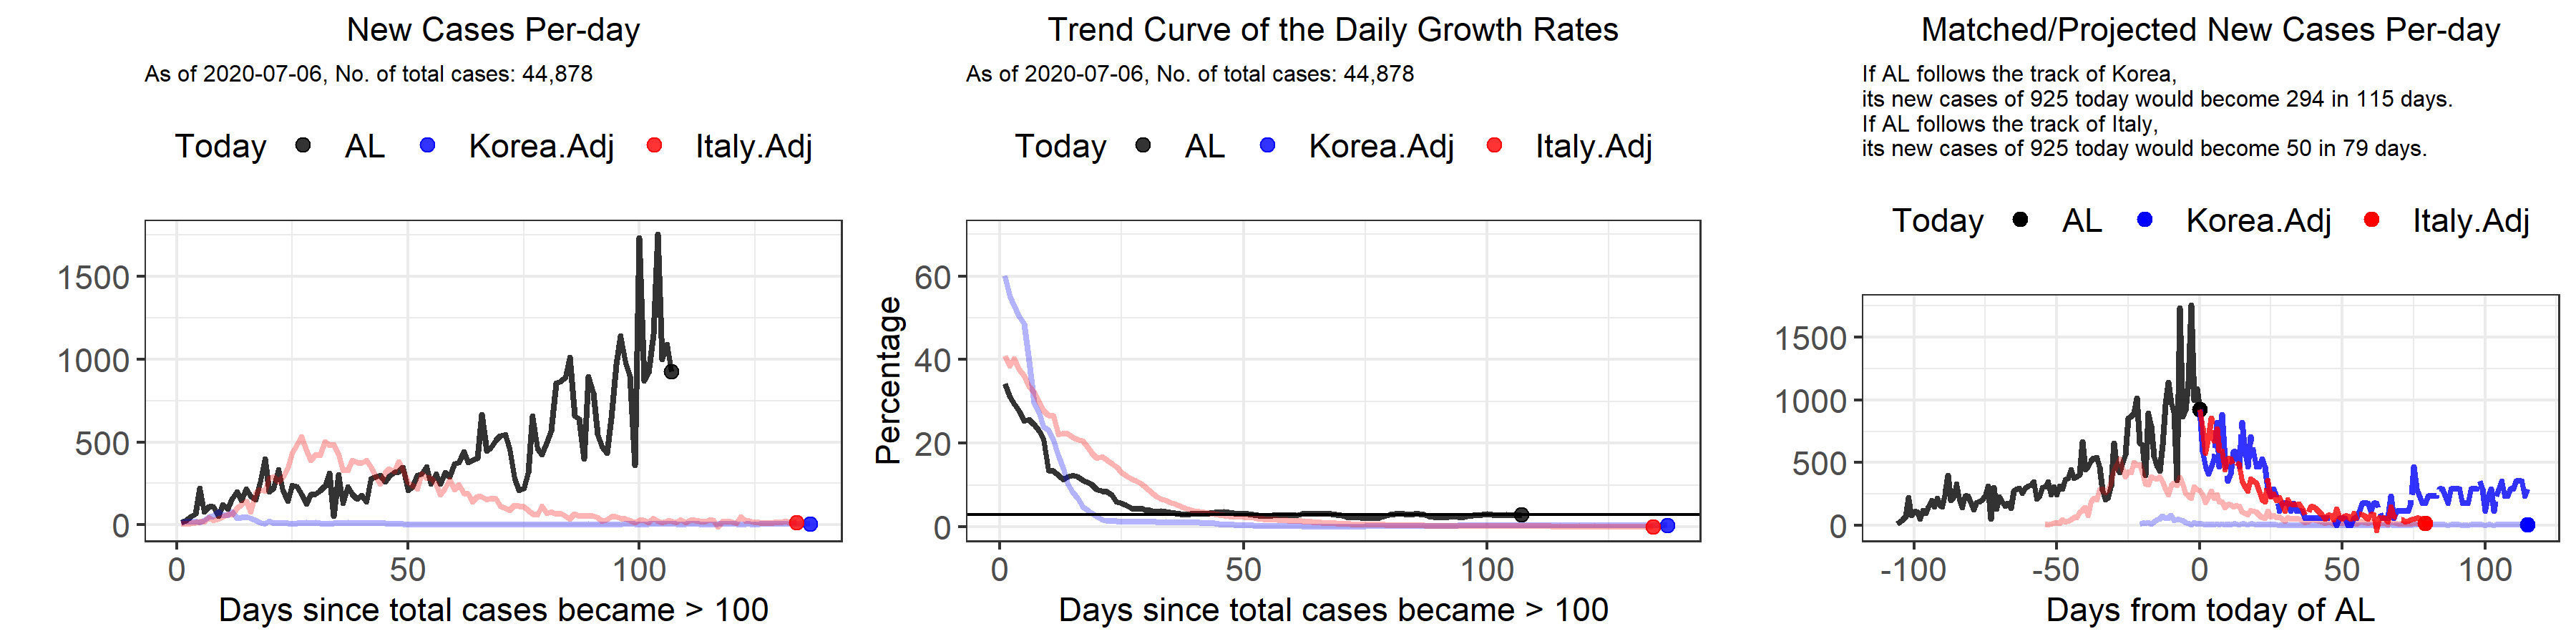 New Cases Per-day
As of 2020-07-06, No. of total cases: 44,878
Today AL Korea.Adj Italy.Adj
1500
1000
500
0
0 50 100
Days since total cases became > 100
Trend Curve of the Daily Growth Rates
As of 2020-07-06, No. of total cases: 44,878
Today AL Korea.Adj Italy.Adj
Percentage
60
40
20
0
0 50 100
Days since total cases became > 100
Matched/Projected New Cases Per-day
If AL follows the track of Korea,
its new cases of 925 today would become 294 in 115 days.
If AL follows the track of Italy,
its new cases of 925 today would become 50 in 79 days.
Today AL Korea.Adj Italy.Adj
1500
1000
500
0
-100 -50 0 50 100
Days from today of AL